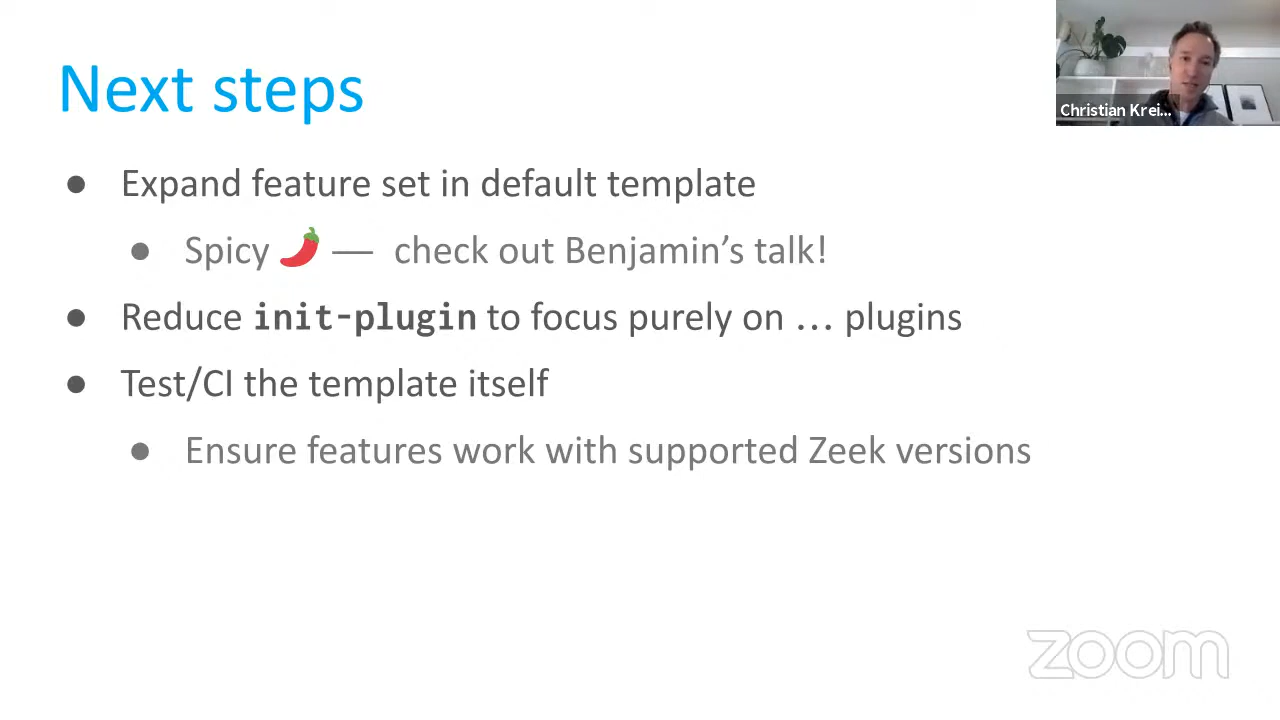 Next steps
Christian Krei...
● Expand feature set in default template
● Spicy 🌶️ — check out Benjamin’s talk!
● Reduce init-plugin to focus purely on … plugins
● Test/CI the template itself
● Ensure features work with supported Zeek versions
zoom